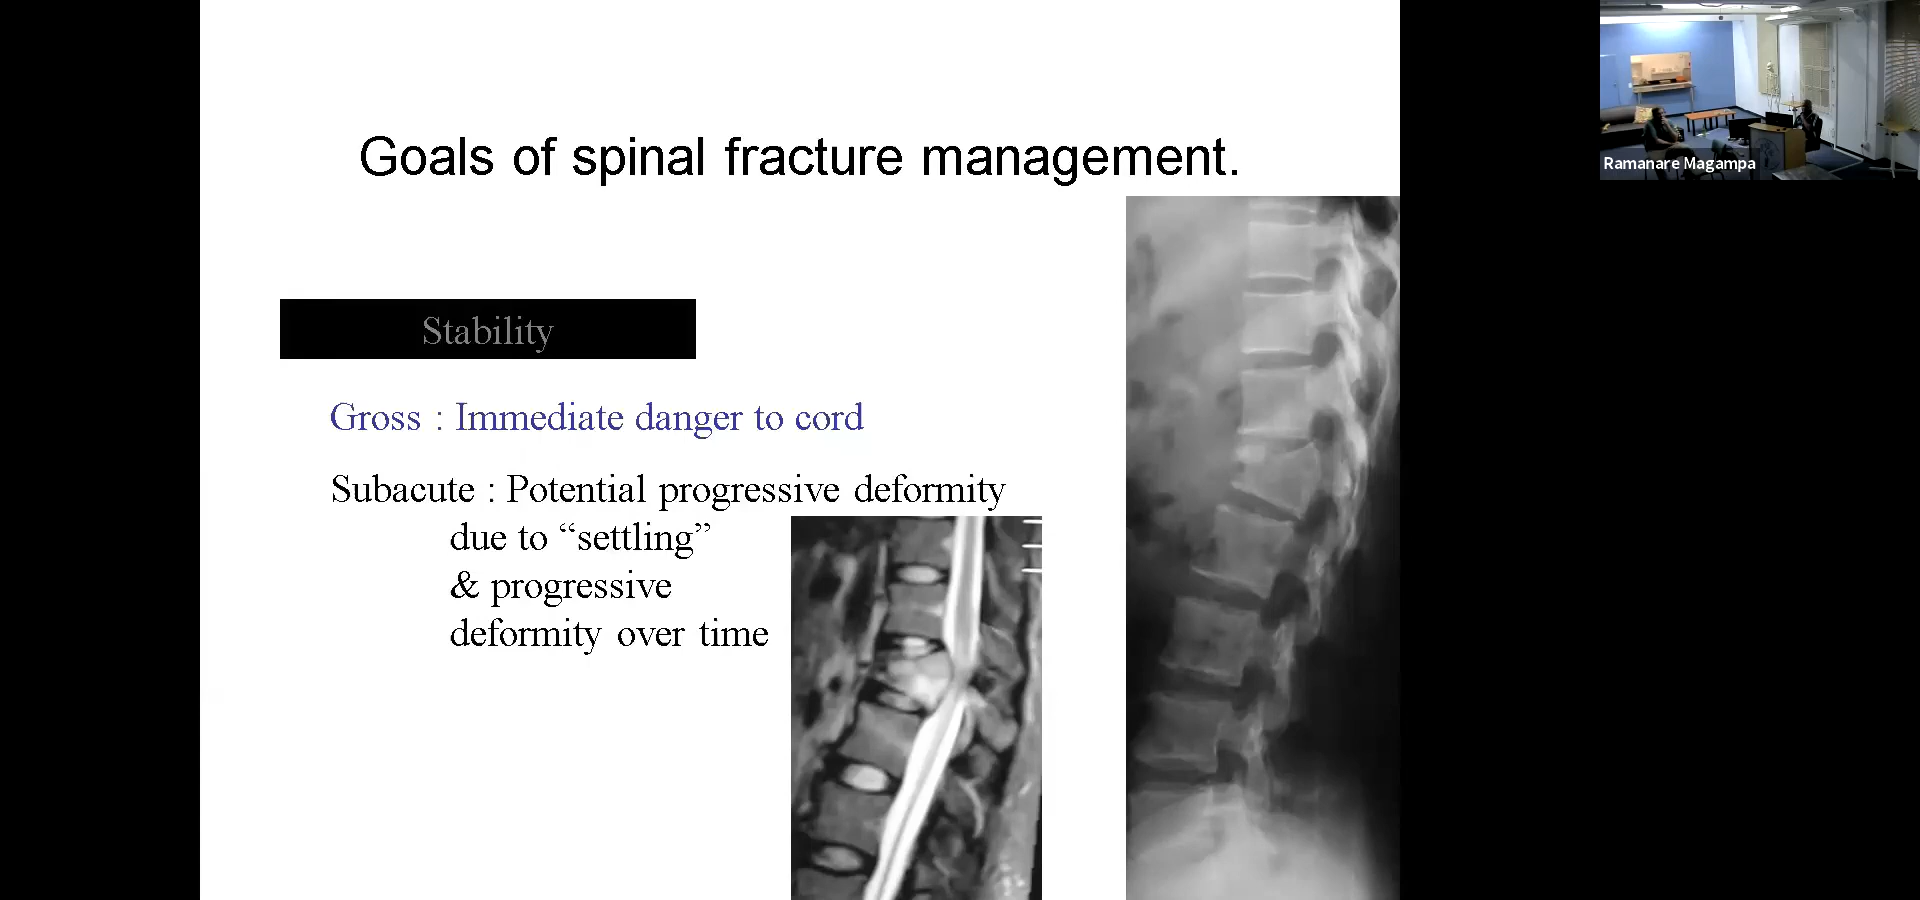 Goals of spinal fracture management.
Stability
Gross : Immediate danger to cord
Subacute : Potential progressive deformity
due to “settling”
& progressive
deformity over time
Ramanare Magampa